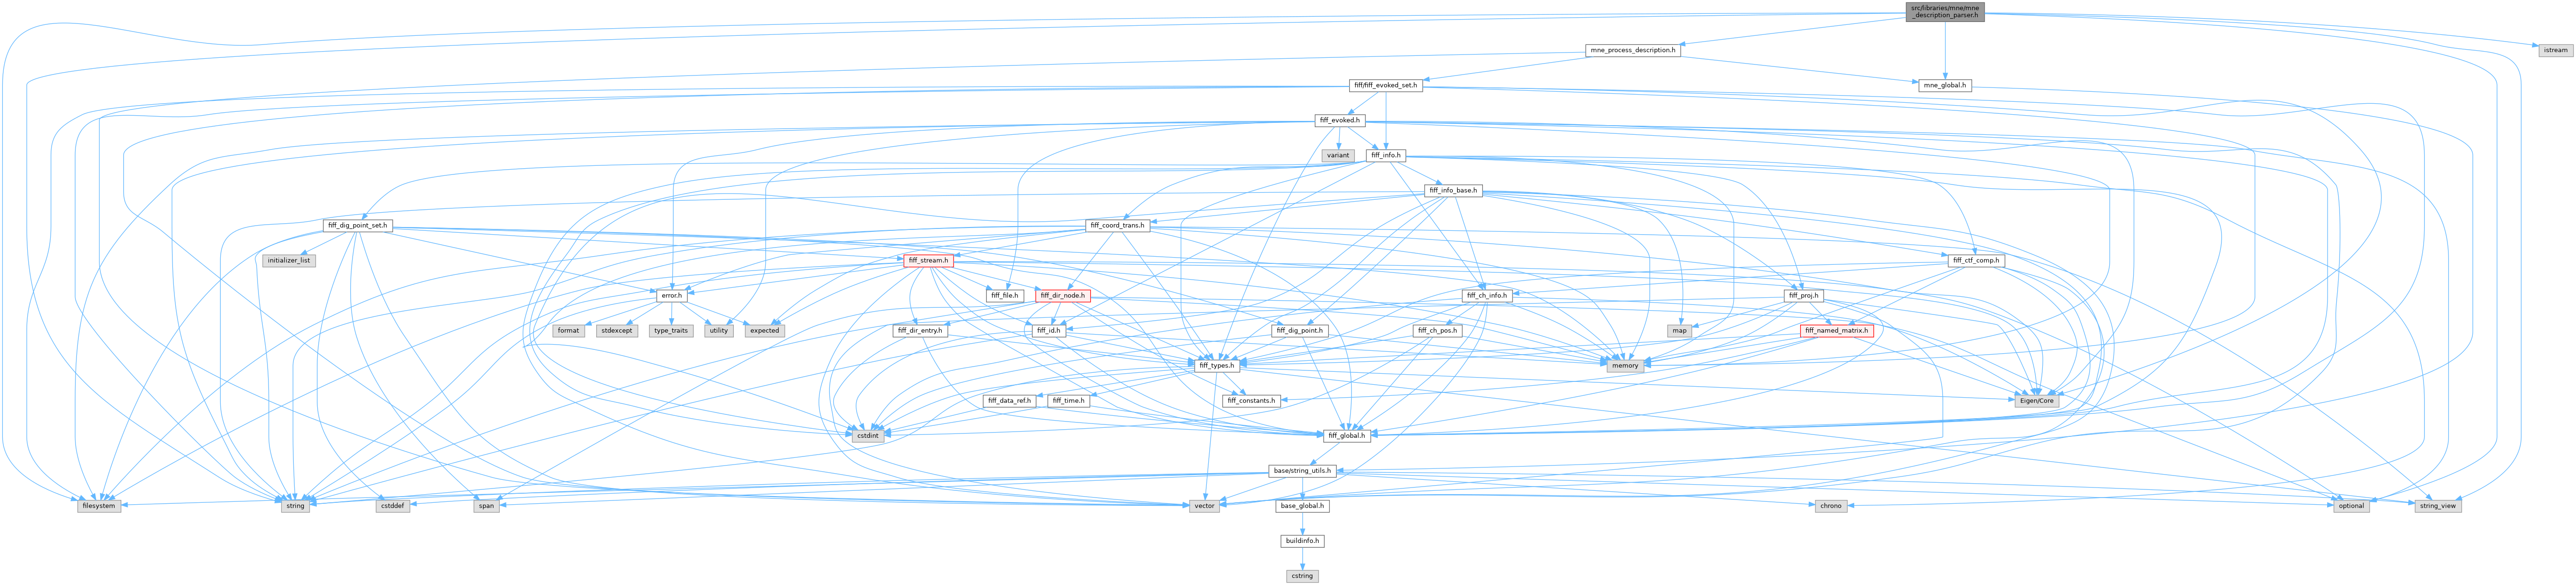 src/libraries/mne/mne
_description_parser.h
mne_process_description.h
istream
fiff/fiff_evoked_set.h
mne_global.h
fiff_evoked.h
variant
fiff_info.h
fiff_info_base.h
fiff_dig_point_set.h
fiff_coord_trans.h
initializer_list
fiff_stream.h
fiff_ctf_comp.h
error.h
fiff_file.h
fiff_dir_node.h
fiff_ch_info.h
fiff_proj.h
format
stdexcept
type_traits
utility
expected
fiff_dir_entry.h
fiff_id.h
fiff_dig_point.h
fiff_ch_pos.h
map
fiff_named_matrix.h
fiff_types.h
memory
fiff_data_ref.h
fiff_time.h
fiff_constants.h
Eigen/Core
cstdint
fiff_global.h
base/string_utils.h
filesystem
string
cstddef
span
vector
base_global.h
chrono
optional
string_view
buildinfo.h
cstring